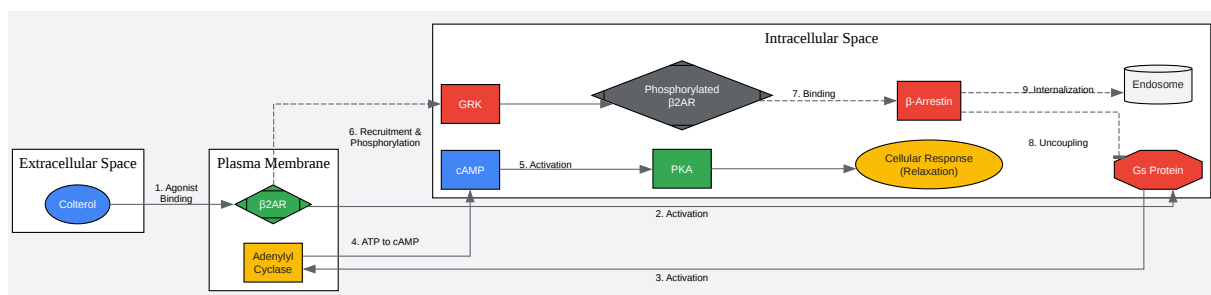 Intracellular Space
GRK
Phosphorylated
β2AR
7. Binding
β-Arrestin
9. Internalization
Endosome
6. Recruitment &
Phosphorylation
8. Uncoupling
Extracellular Space
Colterol
1. Agonist
Binding
Plasma Membrane
β2AR
cAMP
5. Activation
PKA
Cellular Response
(Relaxation)
Gs Protein
2. Activation
Adenylyl
Cyclase
4. ATP to cAMP
3. Activation